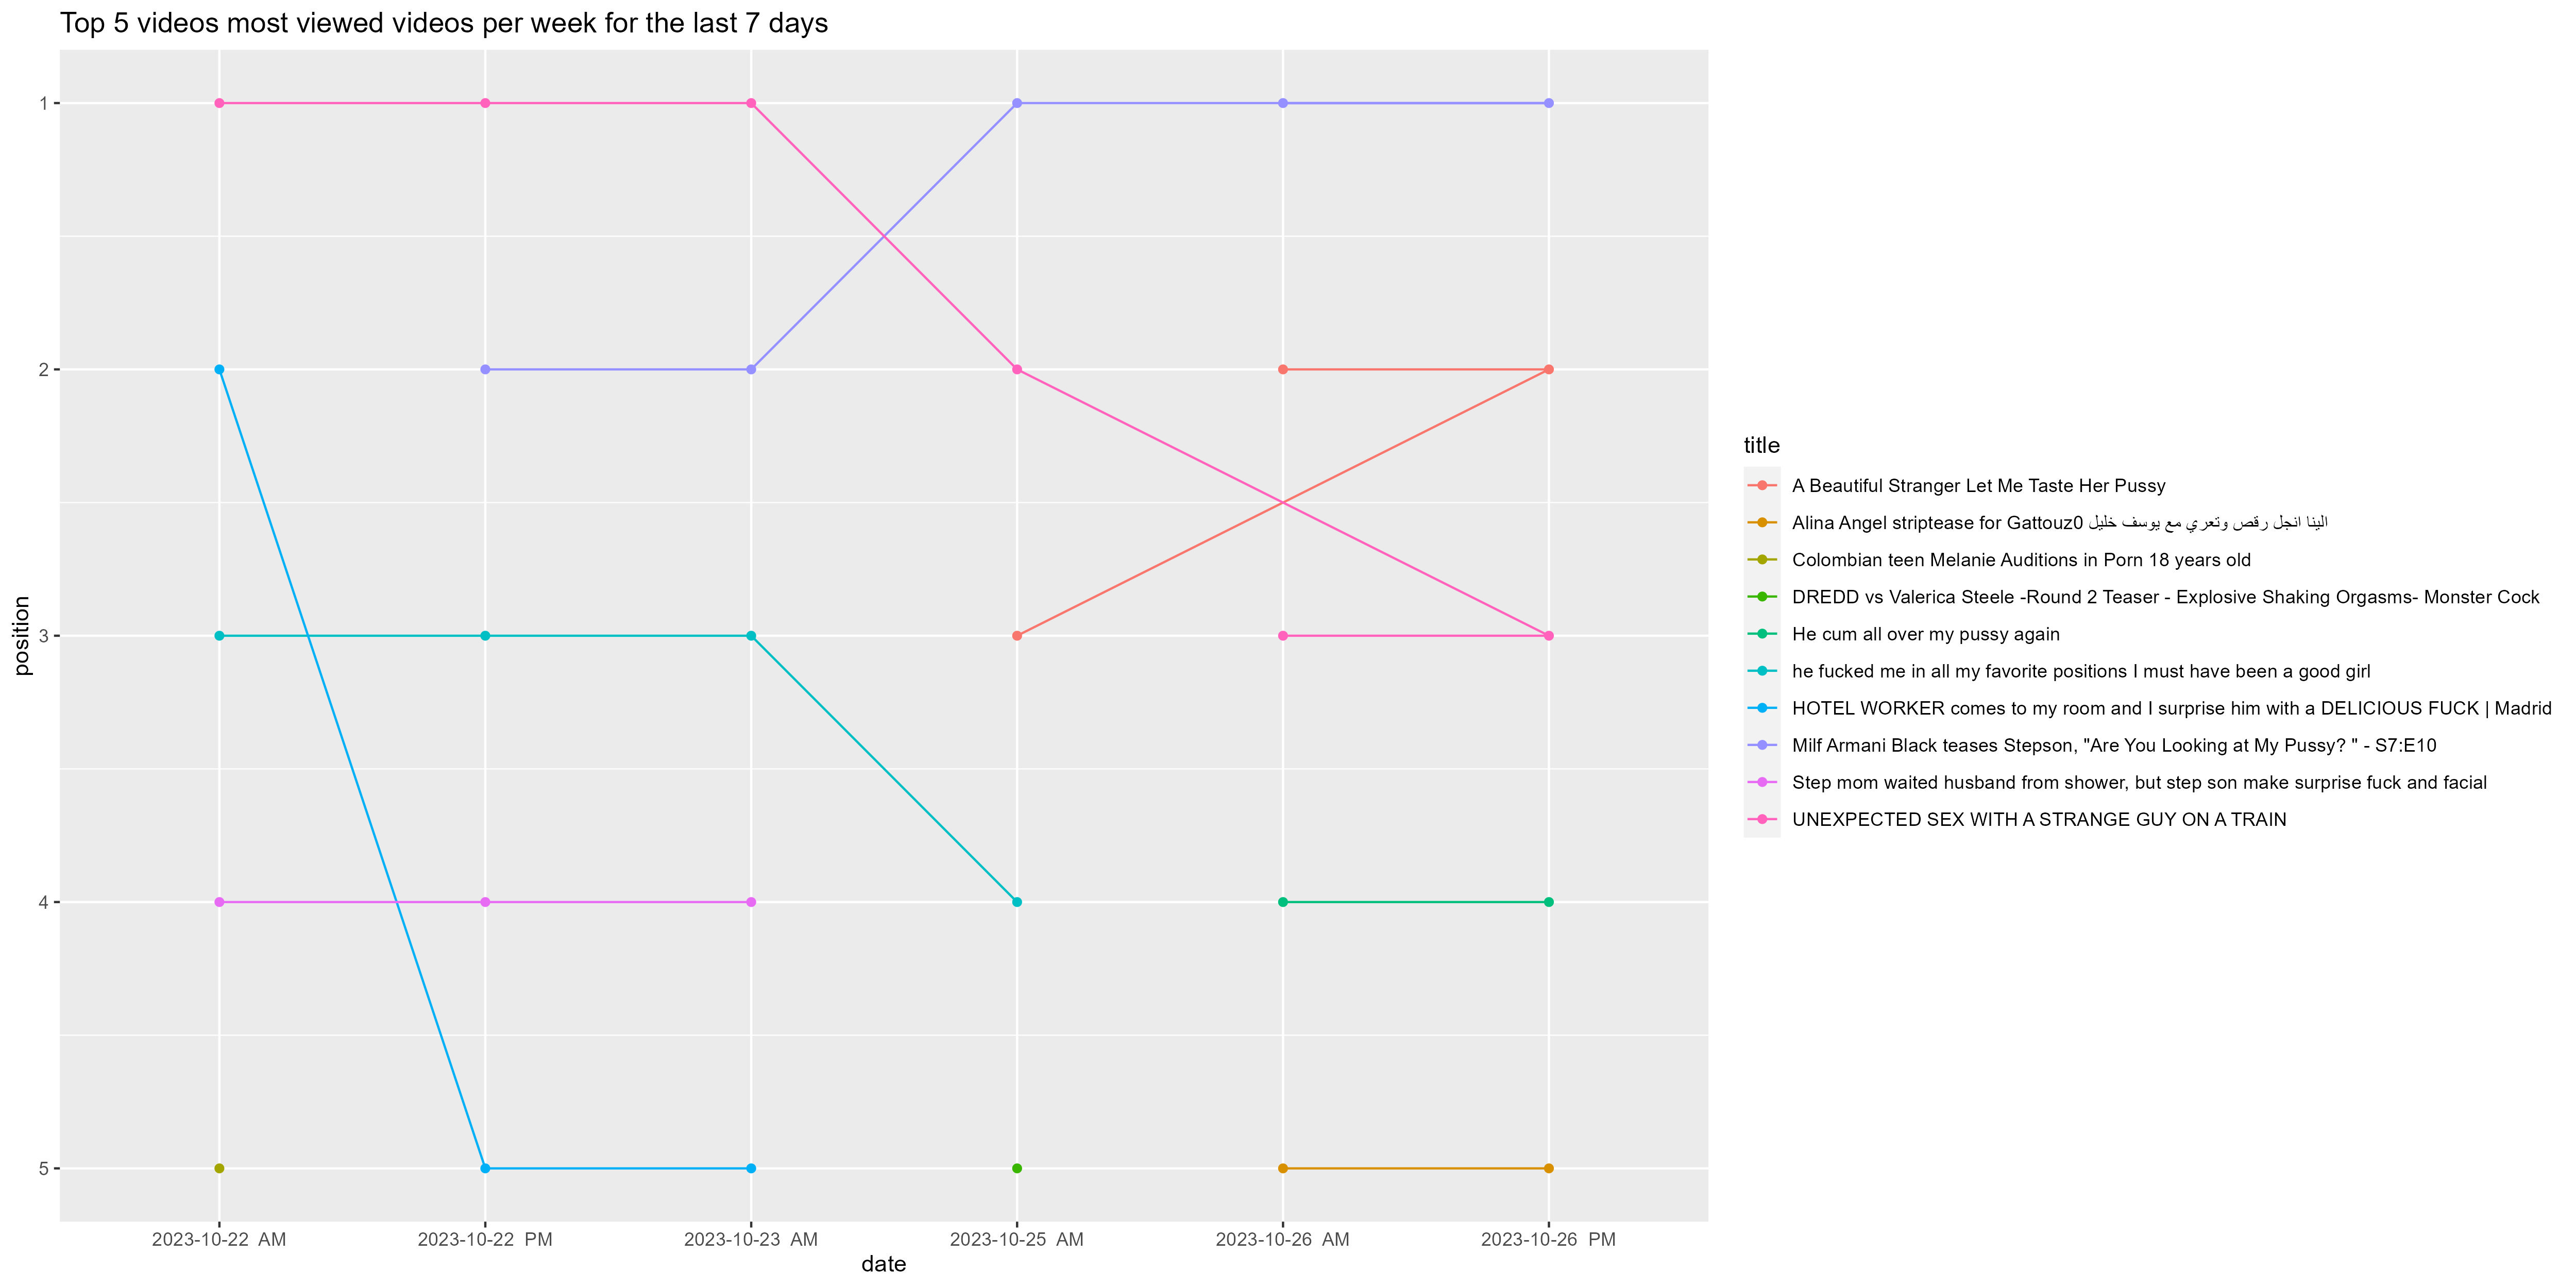 Top 5 videos most viewed videos per week for the last 7 days
position
1
2
3
4
5
2023-10-22 AM
2023-10-22 PM
2023-10-23 AM
2023-10-25 AM
2023-10-26 AM
2023-10-26 PM
date
title
A Beautiful Stranger Let Me Taste Her Pussy
Alina Angel striptease for Gattouz0 الينا انجل رقص وتعري مع يوسف خليل
Colombian teen Melanie Auditions in Porn 18 years old
DREDD vs Valerica Steele -Round 2 Teaser - Explosive Shaking Orgasms- Monster Cock
He cum all over my pussy again
he fucked me in all my favorite positions I must have been a good girl
HOTEL WORKER comes to my room and I surprise him with a DELICIOUS FUCK | Madrid
Milf Armani Black teases Stepson, "Are You Looking at My Pussy? " - S7:E10
Step mom waited husband from shower, but step son make surprise fuck and facial
UNEXPECTED SEX WITH A STRANGE GUY ON A TRAIN